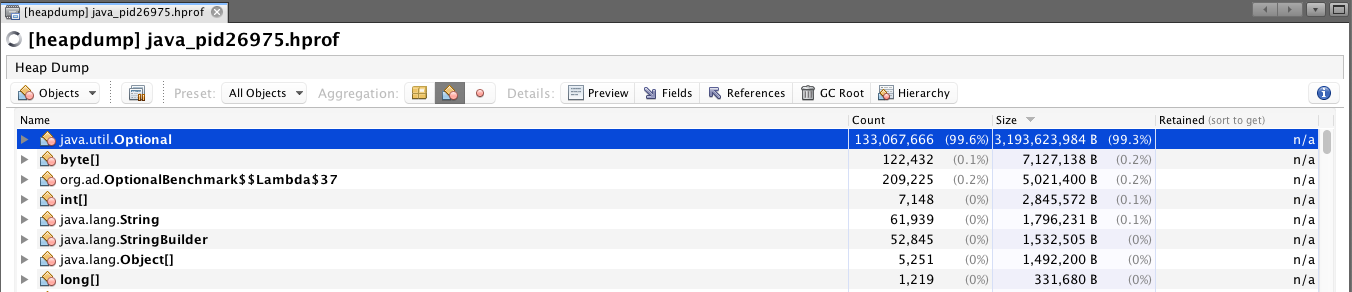 [heapdump] java_pid26975.hprof
[heapdump] java_pid26975.hprof
Heap Dump
Objects Preset: All Objects Aggregation: Details: Preview Fields References GC Root Hierarchy
Name Count Size Retained (sort to get)
java.util.Optional 133,067,666 (99.6%) 3,193,623,984 B (99.3%) n/a
byte[] 122,432 (0.1%) 7,127,138 B (0.2%) n/a
org.ad.OptionalBenchmark$$Lambda$37 209,225 (0.2%) 5,021,400 B (0.2%) n/a
int[] 7,148 (0%) 2,845,572 B (0.1%) n/a
java.lang.String 61,939 (0%) 1,796,231 B (0.1%) n/a
java.lang.StringBuilder 52,845 (0%) 1,532,505 B (0%) n/a
java.lang.Object[] 5,251 (0%) 1,492,200 B (0%) n/a
long[] 1,219 (0%) 331,680 B (0%) n/a